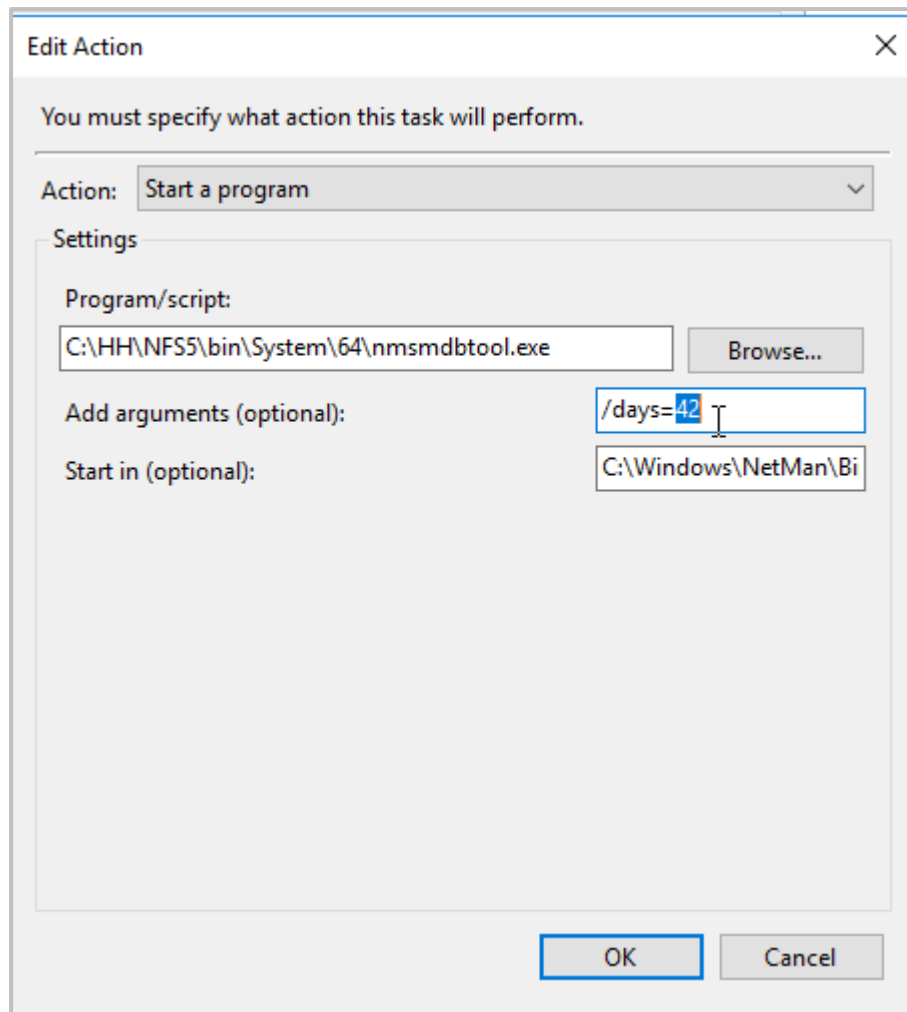 Edit Action
You must specify what action this task will perform.
Action: Start a program
Settings
Program/script:
C:\HH\NFS5\bin\System\64\nmsmdbtool.exe Browse...
Add arguments (optional): /days=42
Start in (optional): C:\Windows\NetMan\Bi
OK Cancel